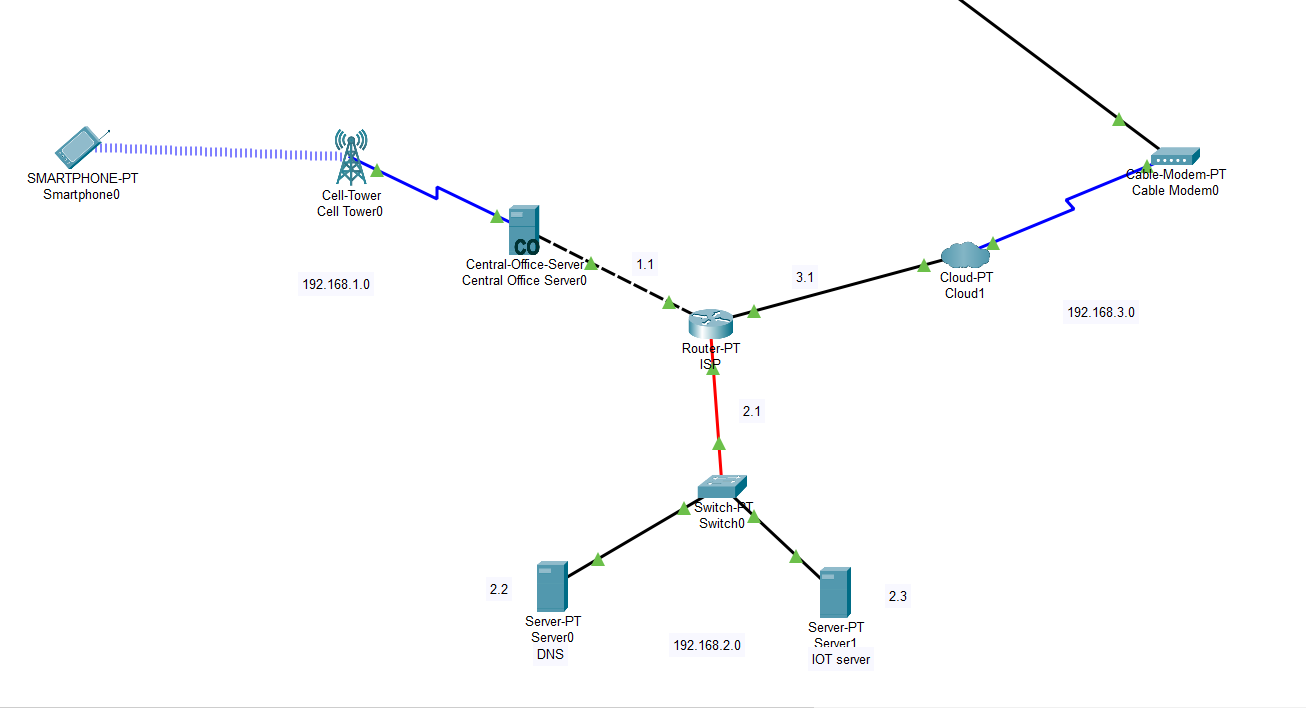 SMARTPHONE-PT
Smartphone0
Cell-Tower
Cell Tower0
CO
Central-Office-Server
Central Office Server0
192.168.1.0
1.1
Router-PT
ISP
3.1
Cloud-PT
Cloud1
Cable-Modem-PT
Cable Modem0
192.168.3.0
2.1
Switch-PT
Switch0
2.2
Server-PT
Server0
DNS
192.168.2.0
Server-PT
Server1
IOT server
2.3